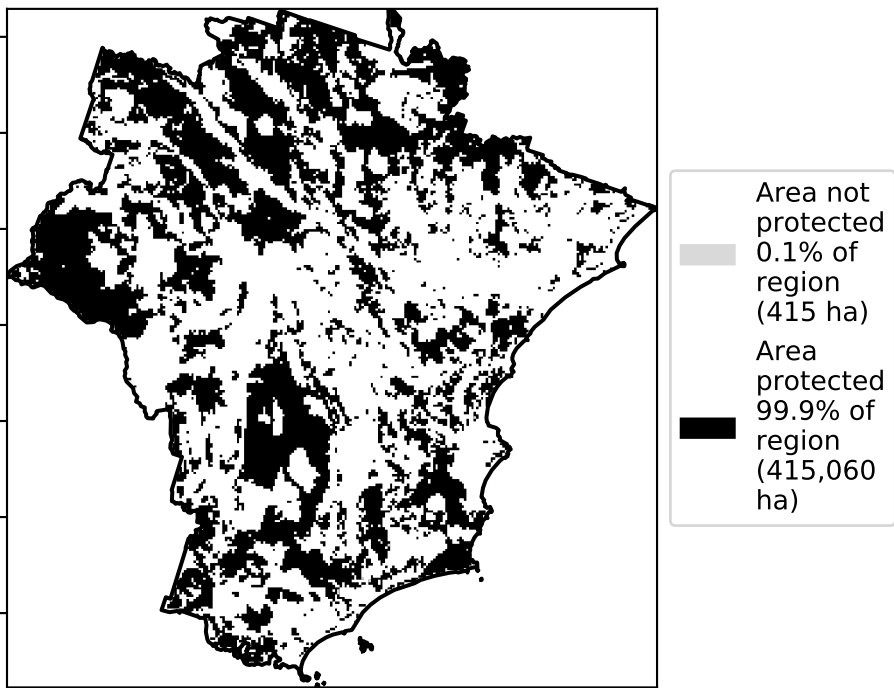 Area not
protected
0.1% of
region
(415 ha)
Area
protected
99.9% of
region
(415,060
ha)